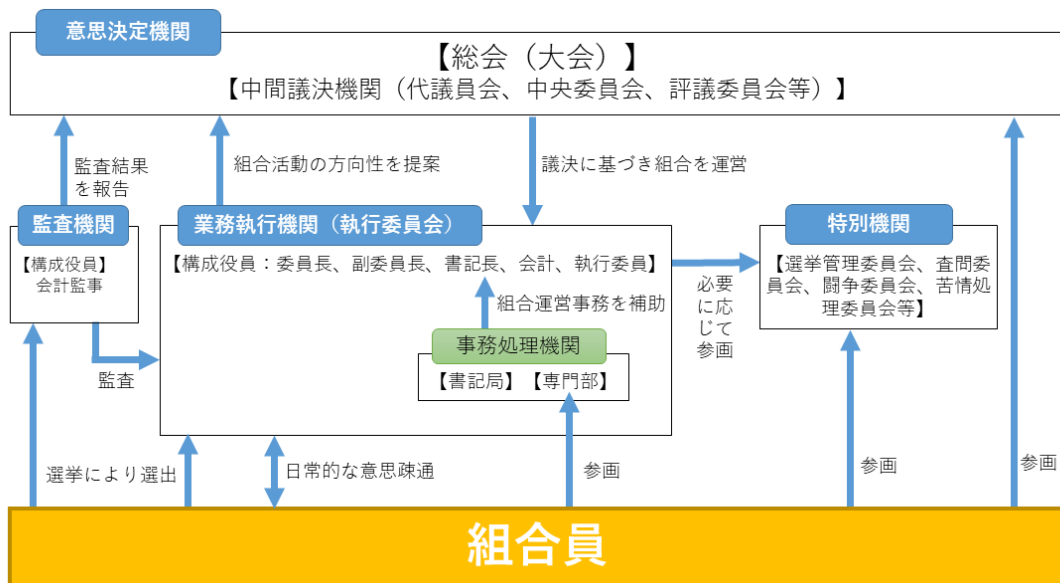 意思決定機関
【総会（大会）】
【中間議決機関（代議員会、中央委員会、評議委員会等）】
監査結果
を報告
組合活動の方向性を提案
議決に基づき組合を運営
監査機関
【構成役員】
会計監事
業務執行機関（執行委員会）
【構成役員：委員長、副委員長、書記長、会計、執行委員】
組合運営事務を補助
事務処理機関
【書記局】【専門部】
必要
に応
じて
参画
特別機関
【選挙管理委員会、査問委
員会、闘争委員会、苦情処
理委員会等】
監査
選挙により選出
日常的な意思疎通
参画
参画
参画
組合員